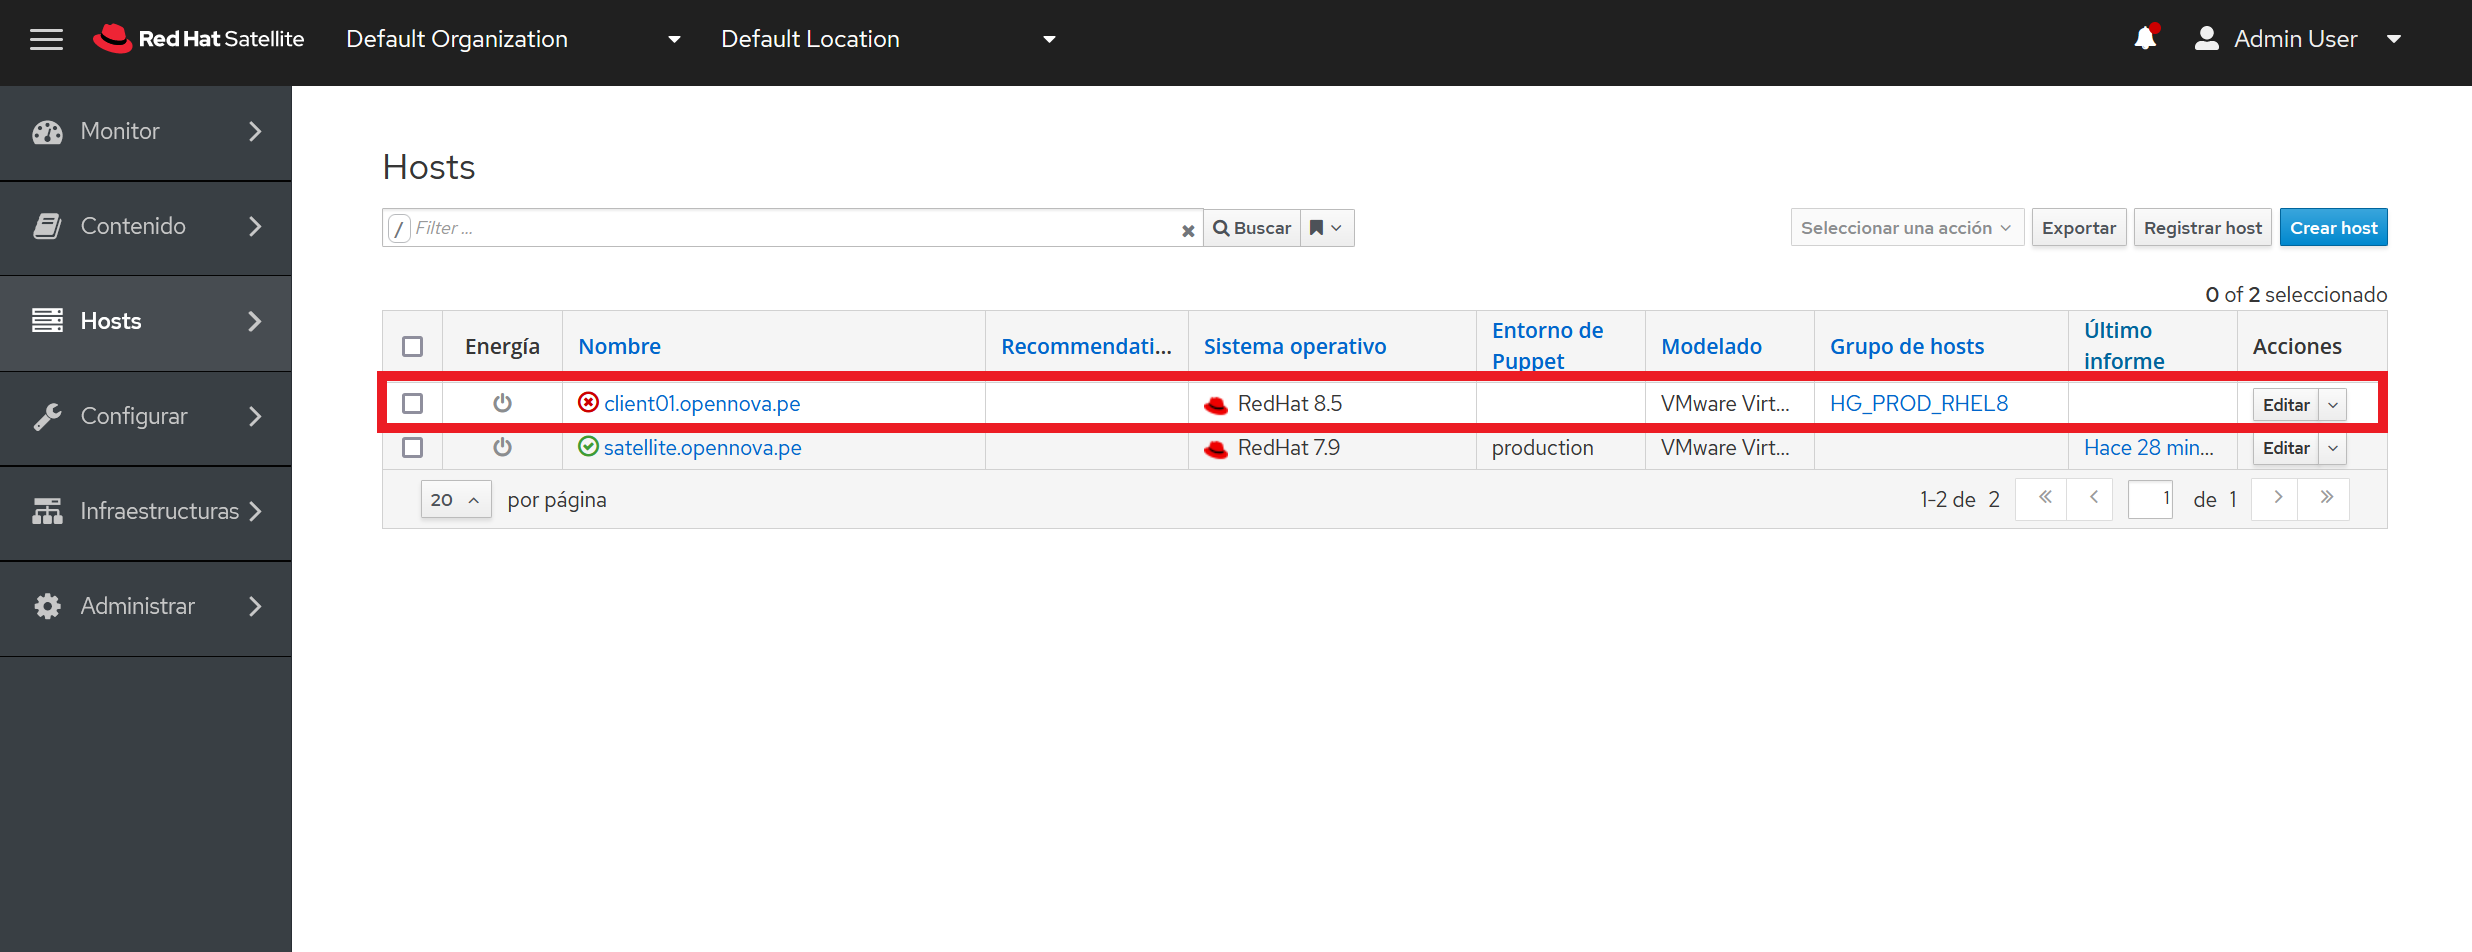 Red Hat Satellite Default Organization Default Location Admin User
Monitor
Contenido
Hosts
Configurar
Infraestructuras
Administrar
Hosts
/ Filter ... Buscar Seleccionar una acción Exportar Registrar host Crear host
0 of 2 seleccionado
Energía Nombre Recommendati... Sistema operativo Entorno de Puppet Modelado Grupo de hosts Último informe Acciones
client01.opennova.pe RedHat 8.5 VMware Virt... HG_PROD_RHEL8 Editar
satellite.opennova.pe RedHat 7.9 production VMware Virt... Hace 28 min... Editar
20 por página 1-2 de 2 « < 1 de 1 > »